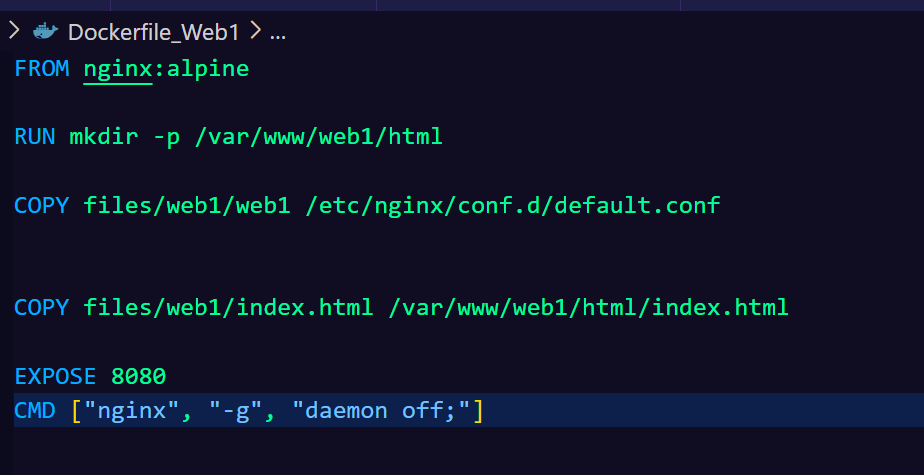 > Dockerfile_Web1 > ...
FROM nginx:alpine
RUN mkdir -p /var/www/web1/html
COPY files/web1/web1 /etc/nginx/conf.d/default.conf
COPY files/web1/index.html /var/www/web1/html/index.html
EXPOSE 8080
CMD ["nginx", "-g", "daemon off;"]